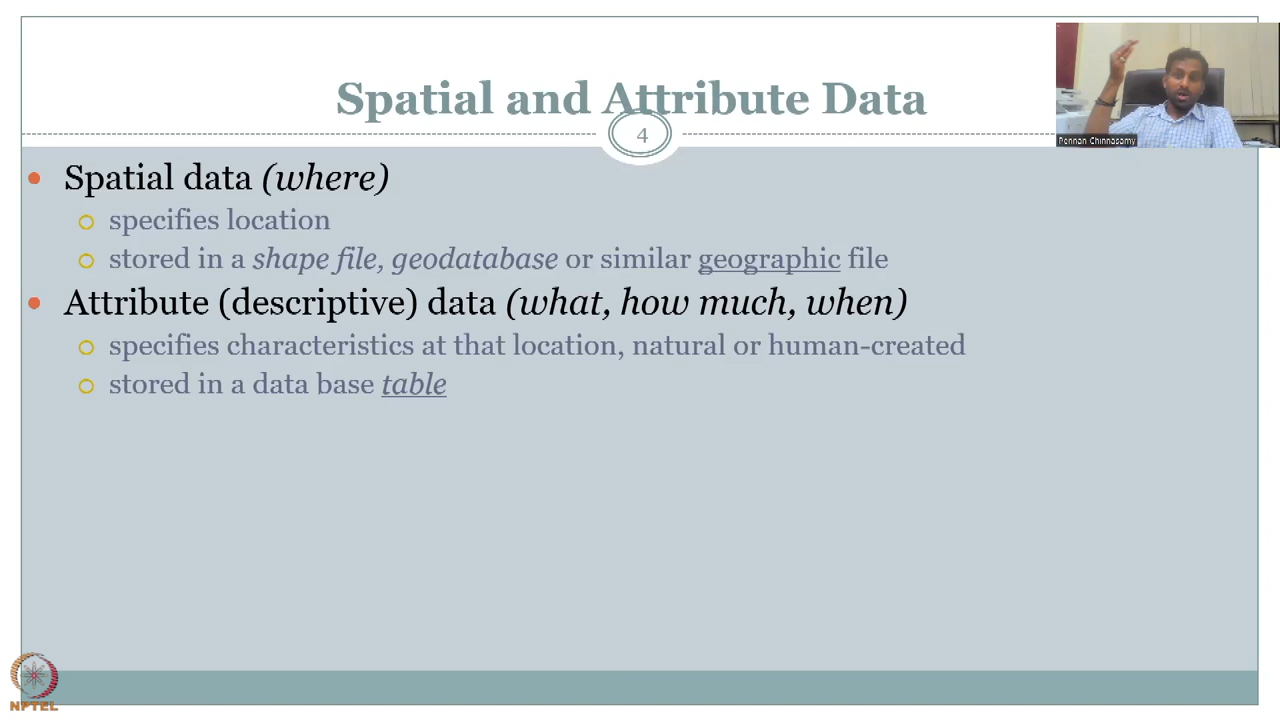 Spatial and Attribute Data
4
Pennan Chinnasamy
• Spatial data (where)
○ specifies location
○ stored in a shape file, geodatabase or similar geographic file
• Attribute (descriptive) data (what, how much, when)
○ specifies characteristics at that location, natural or human-created
○ stored in a data base table
NPTEL